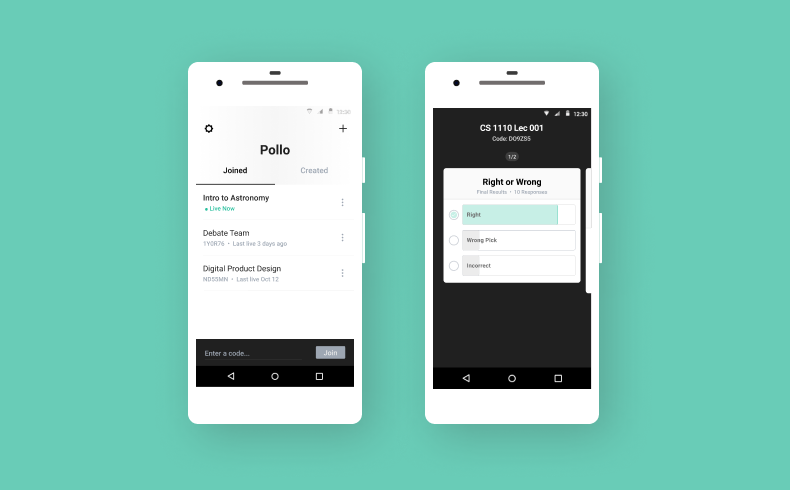 12:30
Pollo
Joined Created
Intro to Astronomy
Live Now
Debate Team
1Y0R76 • Last live 3 days ago
Digital Product Design
ND55MN • Last live Oct 12
Enter a code... Join
12:30
CS 1110 Lec 001
Code: DQ9ZSS
1/2
Right or Wrong
Final Results • 10 Responses
Right
Wrong Pick
Incorrect